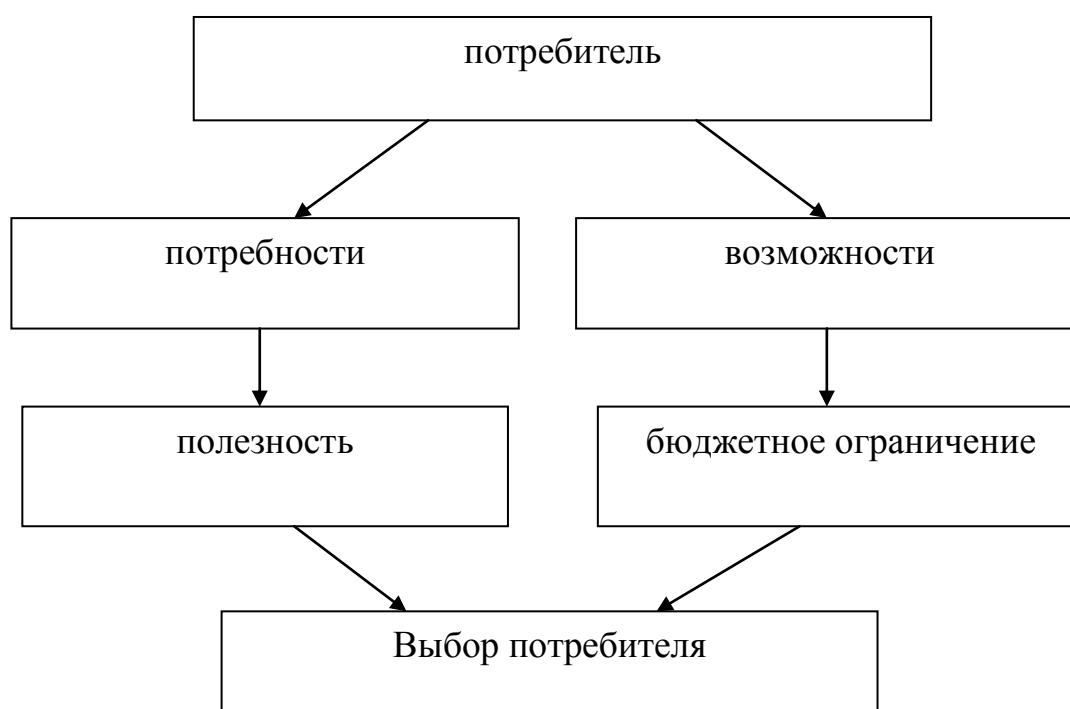 потребитель
потребности
возможности
полезность
бюджетное ограничение
Выбор потребителя